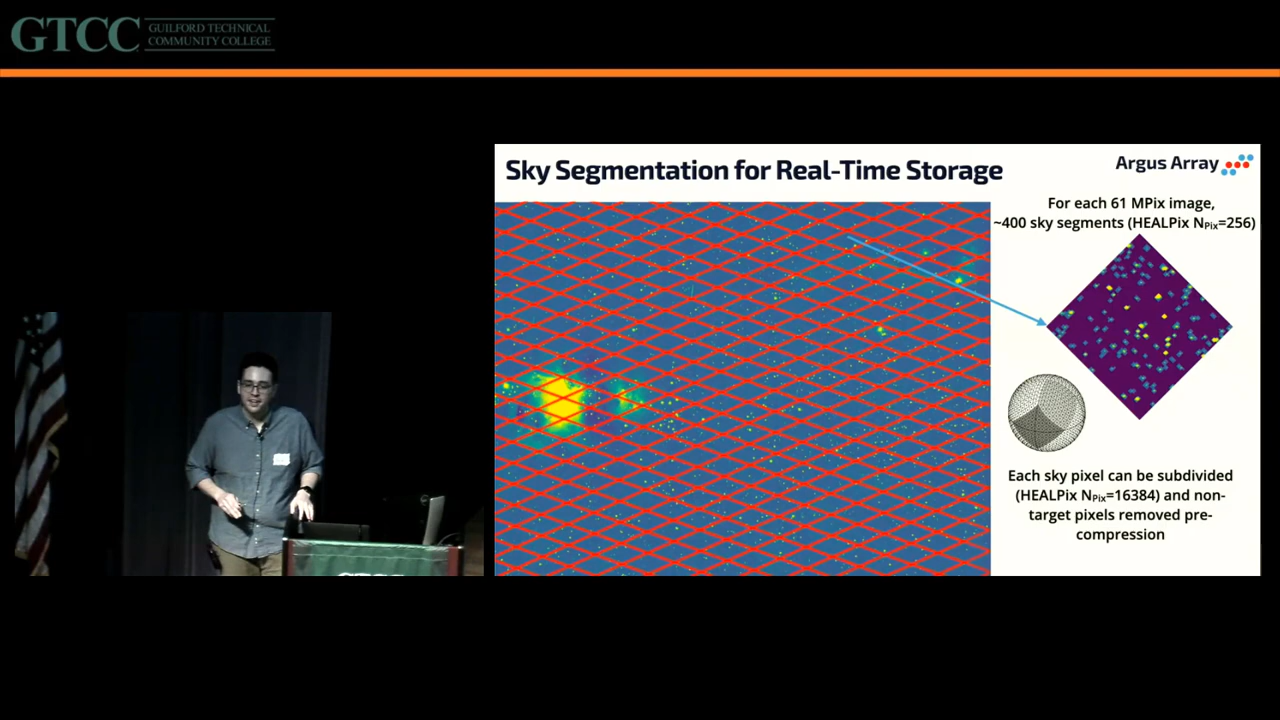 GTCC
GUILFORD TECHNICAL
COMMUNITY COLLEGE
Sky Segmentation for Real-Time Storage
Argus Array
For each 61 MPix image,
~400 sky segments (HEALPix NPix=256)
Each sky pixel can be subdivided
(HEALPix NPix=16384) and non-
target pixels removed pre-
compression
GTCC